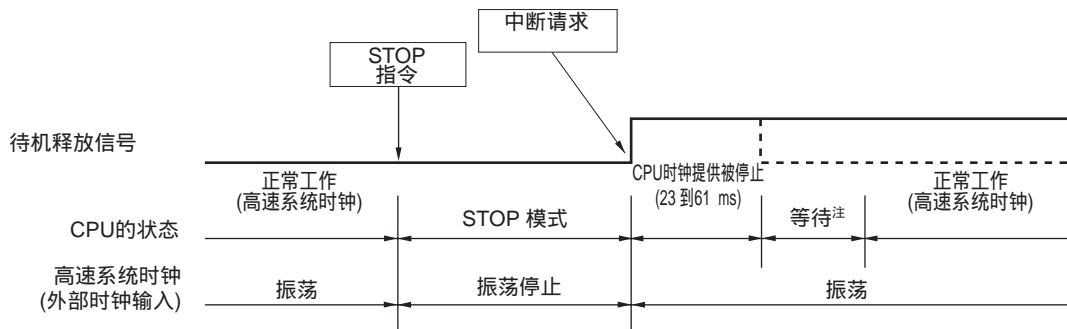 中断请求
STOP
指令
待机释放信号
CPU时钟提供被停止
(23 到61 ms)
正常工作
(高速系统时钟)
正常工作
(高速系统时钟)
CPU的状态
STOP 模式
等待注
高速系统时钟
(外部时钟输入)
振荡
振荡停止
振荡